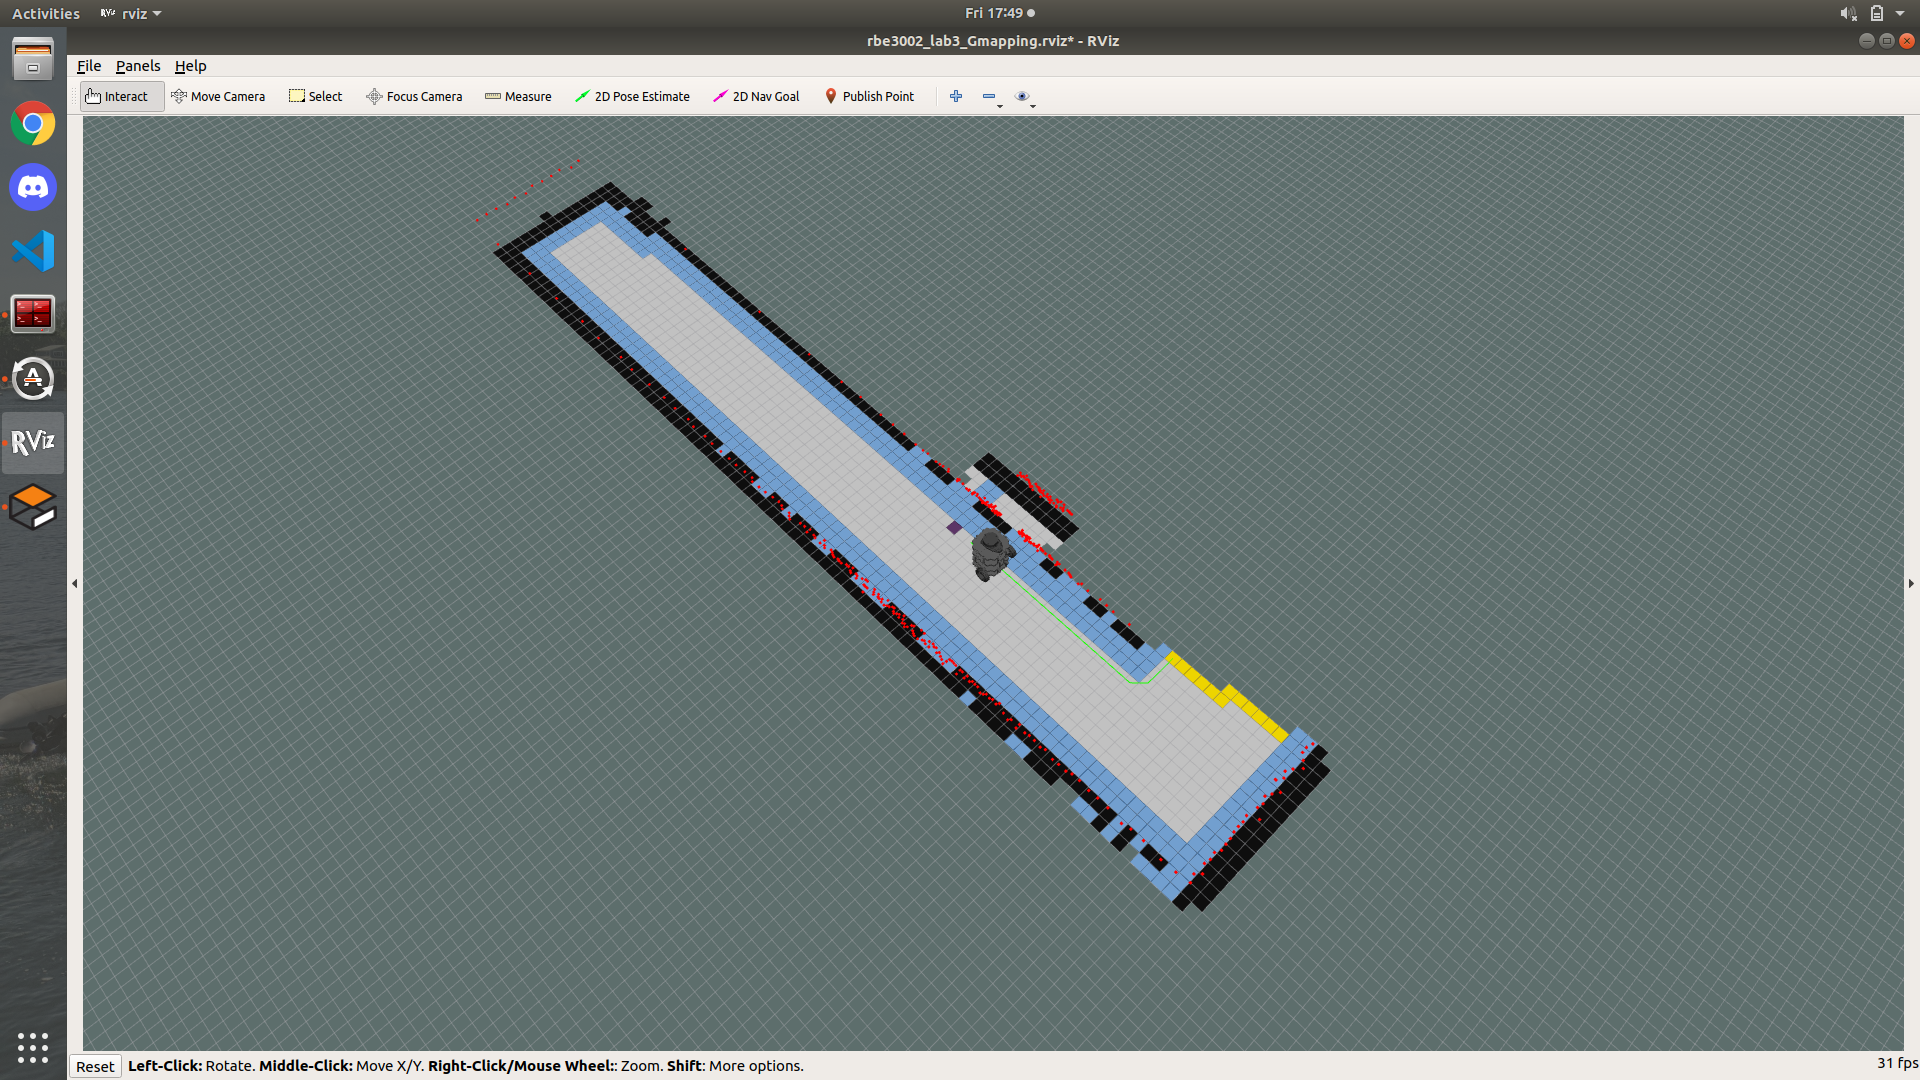 Activities
RViz rviz
Fri 17:49
rbe3002_lab3_Gmapping.rviz* - RViz
File Panels Help
Interact Move Camera Select Focus Camera Measure 2D Pose Estimate 2D Nav Goal Publish Point
A
RViz
Reset Left-Click: Rotate. Middle-Click: Move X/Y. Right-Click/Mouse Wheel:: Zoom. Shift: More options.
31 fps